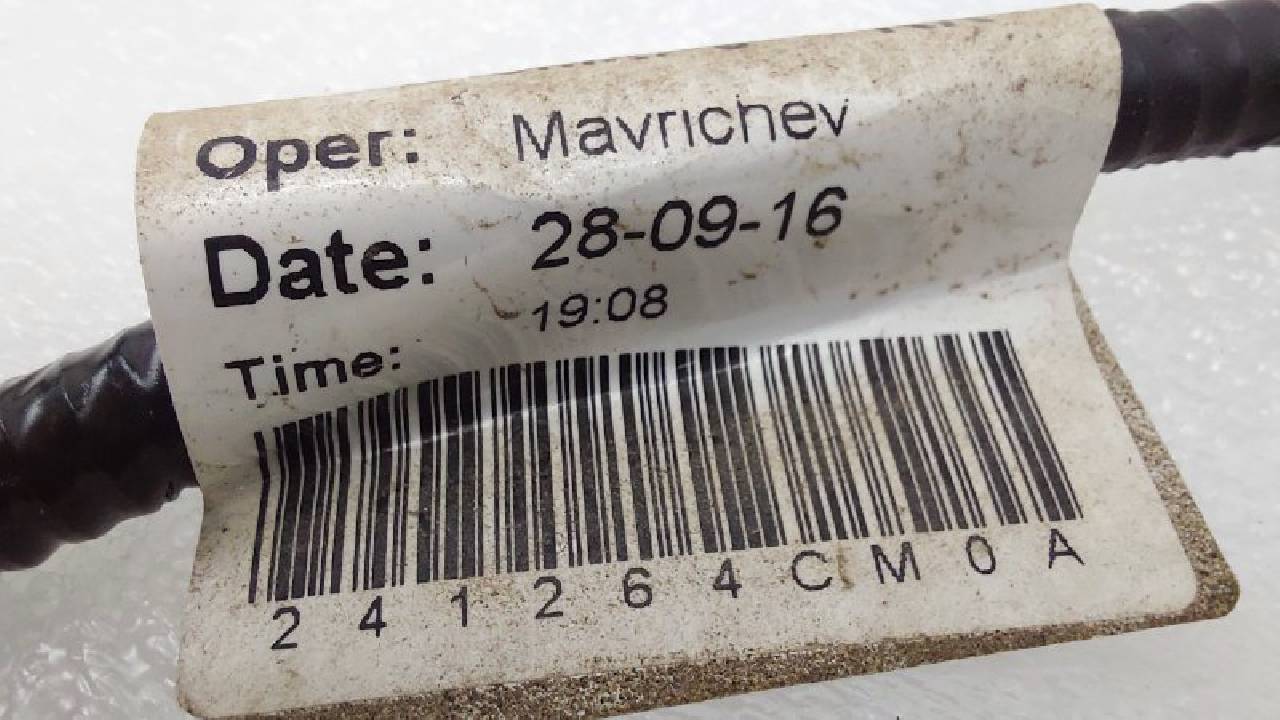 Oper: Mavrichev
Date: 28-09-16
Time: 19:08
241264CM0A